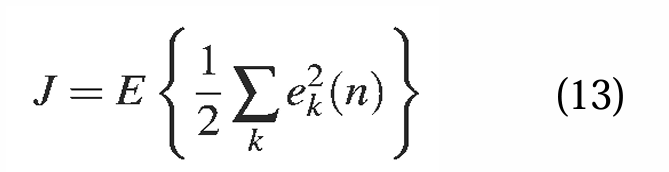 J = E { 1/2 ∑_k e_k^2(n) } (13)